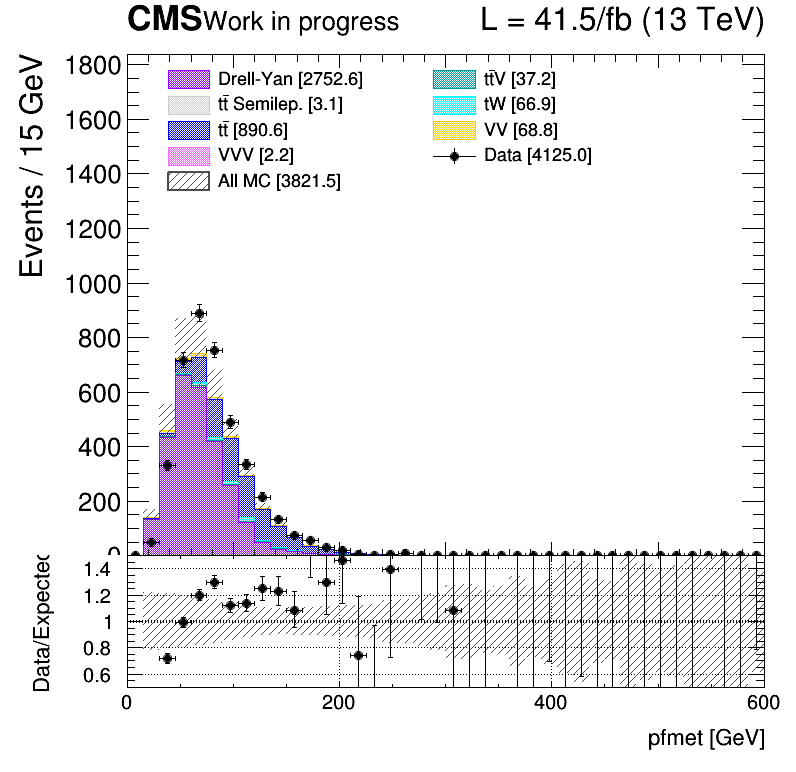 CMS Work in progress L = 41.5/fb (13 TeV)
Events / 15 GeV
1800
1600
1400
1200
1000
800
600
400
200
0
Drell-Yan [2752.6]
tt̄ Semilep. [3.1]
tt̄ [890.6]
VVV [2.2]
All MC [3821.5]
tt̄V [37.2]
tW [66.9]
VV [68.8]
Data [4125.0]
Data/Expected
1.4
1.2
1
0.8
0.6
0 200 400 600
pfmet [GeV]